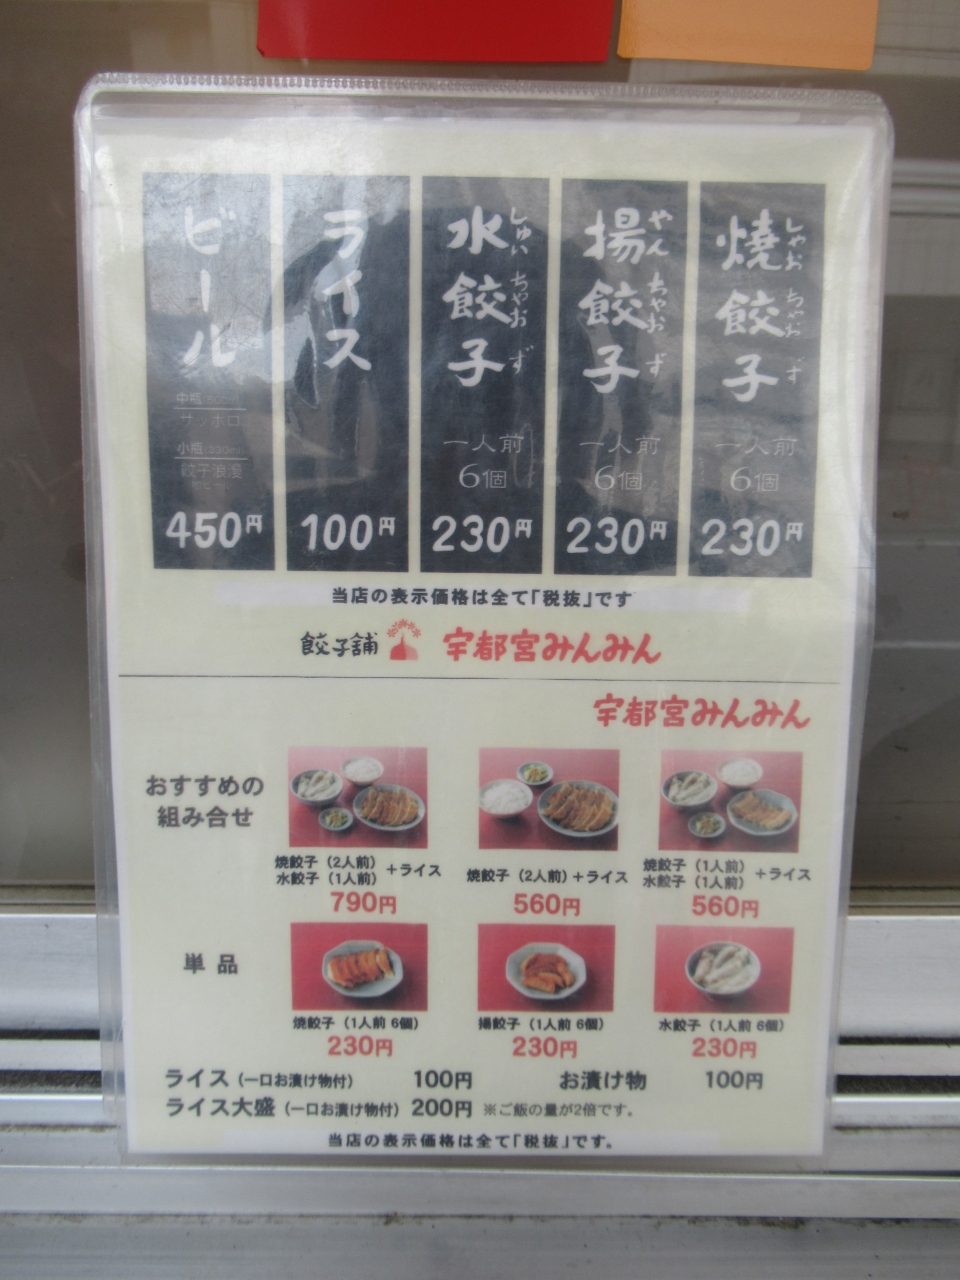 焼餃子
しゃお ちゃお ず
一人前
6個
230円
揚餃子
やん ちゃお ず
一人前
6個
230円
水餃子
しゅい ちゃお ず
一人前
6個
230円
ライス
100円
ビール
中瓶
サッポロ
小瓶 330ml
餃子浪漫
450円
当店の表示価格は全て「税抜」です
餃子舗 宇都宮みんみん
宇都宮みんみん
おすすめの
組み合せ
焼餃子（2人前）
水餃子（1人前）
＋ライス
790円
焼餃子（2人前）＋ライス
560円
焼餃子（1人前）
水餃子（1人前）
＋ライス
560円
単品
焼餃子（1人前 6個）
230円
揚餃子（1人前 6個）
230円
水餃子（1人前 6個）
230円
ライス（一口お漬け物付） 100円
お漬け物 100円
ライス大盛（一口お漬け物付） 200円 ※ご飯の量が2倍です。
当店の表示価格は全て「税抜」です。